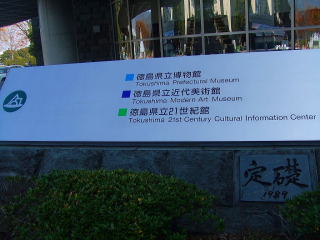 徳島県立博物館
Tokushima Prefectural Museum
徳島県立近代美術館
Tokushima Modern Art Museum
徳島県立21世紀館
Tokushima 21st Century Cultural Information Center
定礎
1989